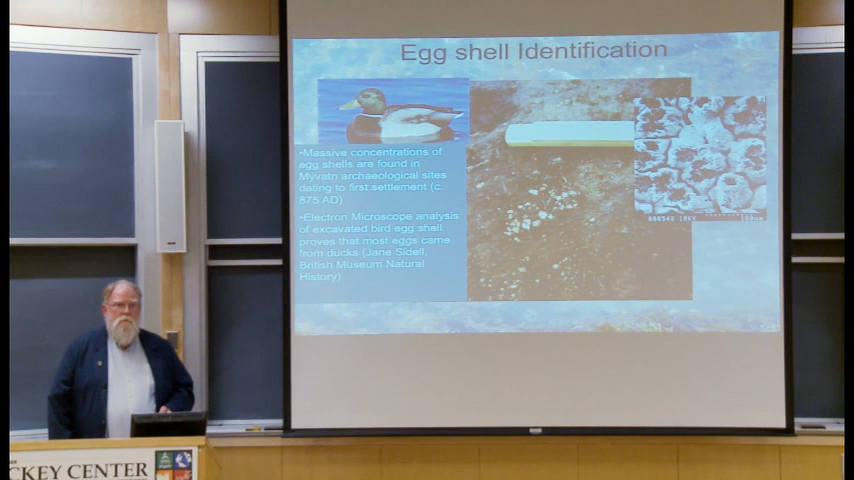 Egg shell Identification
•Massive concentrations of
egg shells are found in
Mývatn archaeological sites
dating to first settlement (c.
875 AD)
•Electron Microscope analysis
of excavated bird egg shell
proves that most eggs came
from ducks (Jane Sidell,
British Museum Natural
History)
CKEY CENTER